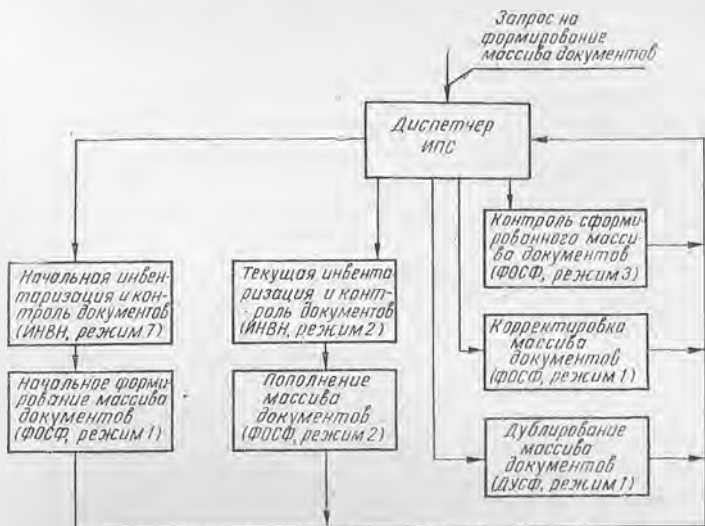 Запрос на
формирование
массива документов
Диспетчер
ИПС
Контроль сформи-
рованного масси-
ва документов
(ФОСФ, режим 3)
Начальная инвен-
таризация и кон-
троль документов
(ИНВН, режим 1)
Текущая инвента
ризация и конт-
роль документов
(ИНВН, режим 2)
Корректировка
массива
документов
(ФОСФ, режим 1)
Начальное форми-
рование массива
документов
(ФОСФ, режим 1)
Пополнение
массива
документов
(ФОСФ, режим 2)
Дублирование
массива
документов
(ДУСФ, режим 1)